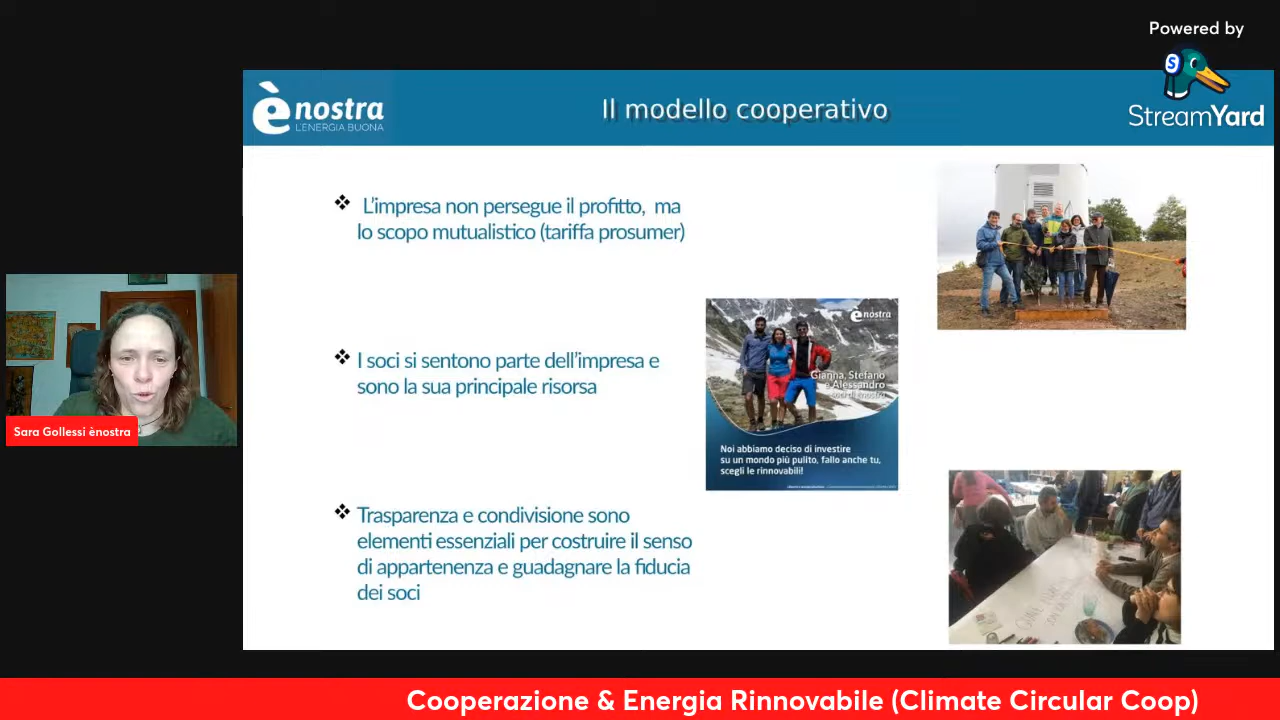 Powered by
StreamYard
ènostra
L'ENERGIA BUONA
Il modello cooperativo
❖ L'impresa non persegue il profitto, ma
lo scopo mutualistico (tariffa prosumer)
❖ I soci si sentono parte dell'impresa e
sono la sua principale risorsa
ènostra
Gianna, Stefano
e Alessandro
soci di ènostra
Noi abbiamo deciso di investire
su un mondo più pulito, fallo anche tu,
scegli le rinnovabili!
❖ Trasparenza e condivisione sono
elementi essenziali per costruire il senso
di appartenenza e guadagnare la fiducia
dei soci
Sara Gollessi ènostra
Cooperazione & Energia Rinnovabile (Climate Circular Coop)